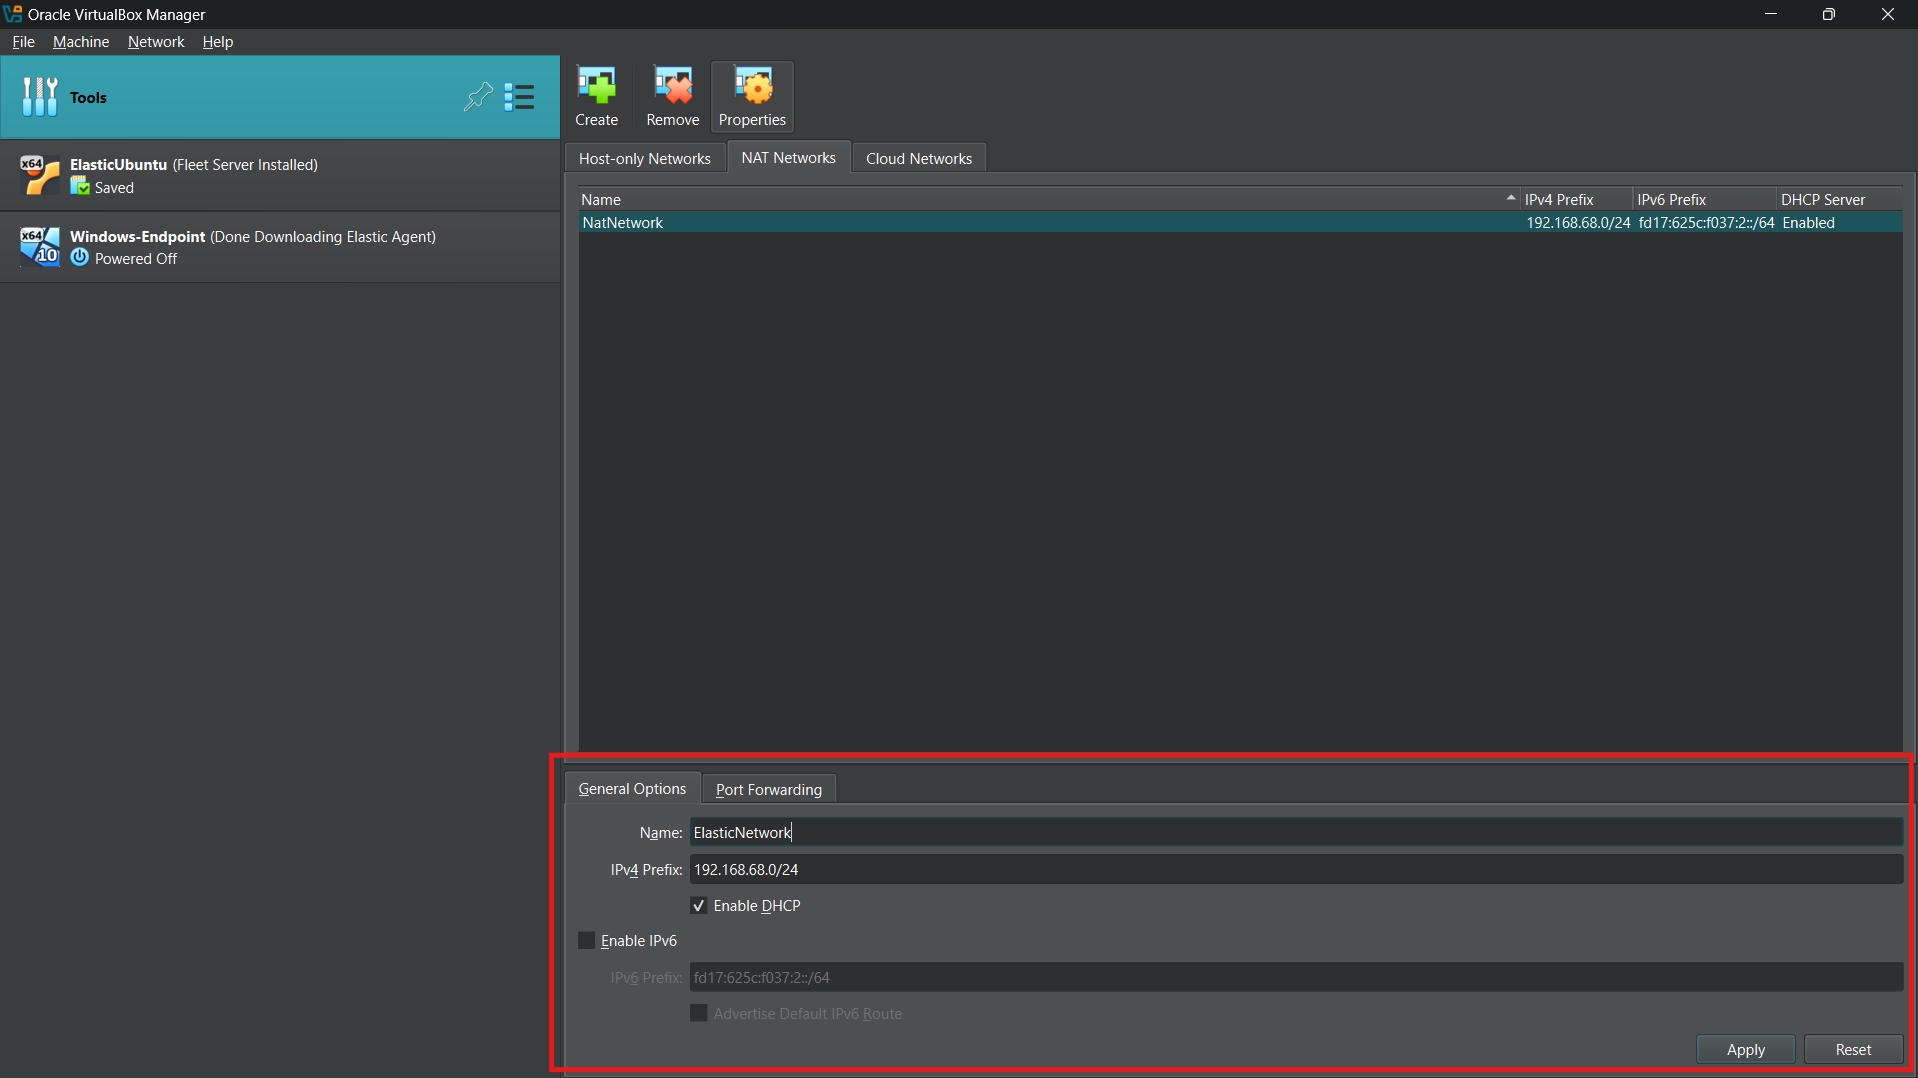 Oracle VirtualBox Manager
File Machine Network Help
Tools
Create Remove Properties
x64 ElasticUbuntu (Fleet Server Installed)
Saved
x64 Windows-Endpoint (Done Downloading Elastic Agent)
10 Powered Off
Host-only Networks NAT Networks Cloud Networks
Name IPv4 Prefix IPv6 Prefix DHCP Server
NatNetwork 192.168.68.0/24 fd17:625c:f037:2::/64 Enabled
General Options Port Forwarding
Name: ElasticNetwork
IPv4 Prefix: 192.168.68.0/24
Enable DHCP
Enable IPv6
IPv6 Prefix: fd17:625c:f037:2::/64
Advertise Default IPv6 Route
Apply Reset